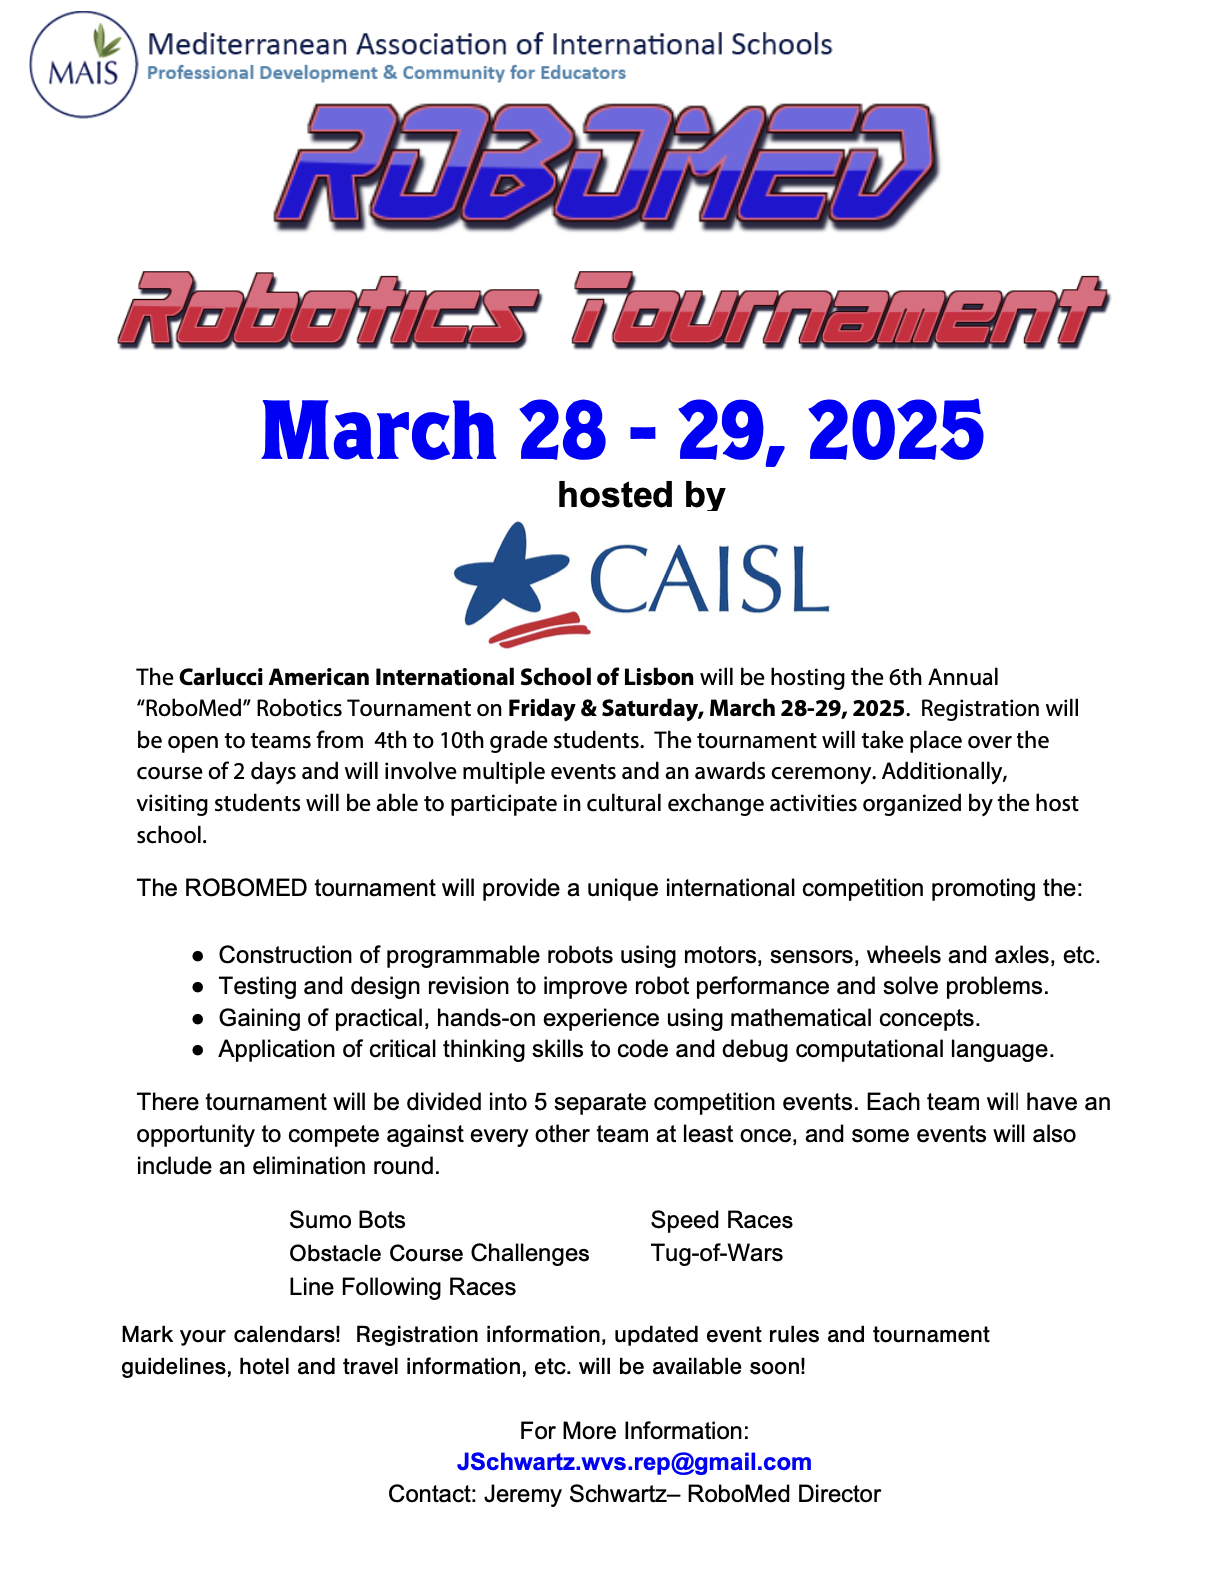 MAIS
Mediterranean Association of International Schools
Professional Development & Community for Educators
ROBOMED
Robotics Tournament
March 28 - 29, 2025
hosted by
CAISL
The Carlucci American International School of Lisbon will be hosting the 6th Annual
“RoboMed” Robotics Tournament on Friday & Saturday, March 28-29, 2025.  Registration will
be open to teams from  4th to 10th grade students.  The tournament will take place over the
course of 2 days and will involve multiple events and an awards ceremony. Additionally,
visiting students will be able to participate in cultural exchange activities organized by the host
school.
The ROBOMED tournament will provide a unique international competition promoting the:
● Construction of programmable robots using motors, sensors, wheels and axles, etc.
● Testing and design revision to improve robot performance and solve problems.
● Gaining of practical, hands-on experience using mathematical concepts.
● Application of critical thinking skills to code and debug computational language.
There tournament will be divided into 5 separate competition events. Each team will have an
opportunity to compete against every other team at least once, and some events will also
include an elimination round.
Sumo Bots Speed Races
Obstacle Course Challenges Tug-of-Wars
Line Following Races
Mark your calendars!  Registration information, updated event rules and tournament
guidelines, hotel and travel information, etc. will be available soon!
For More Information:
JSchwartz.wvs.rep@gmail.com
Contact: Jeremy Schwartz– RoboMed Director